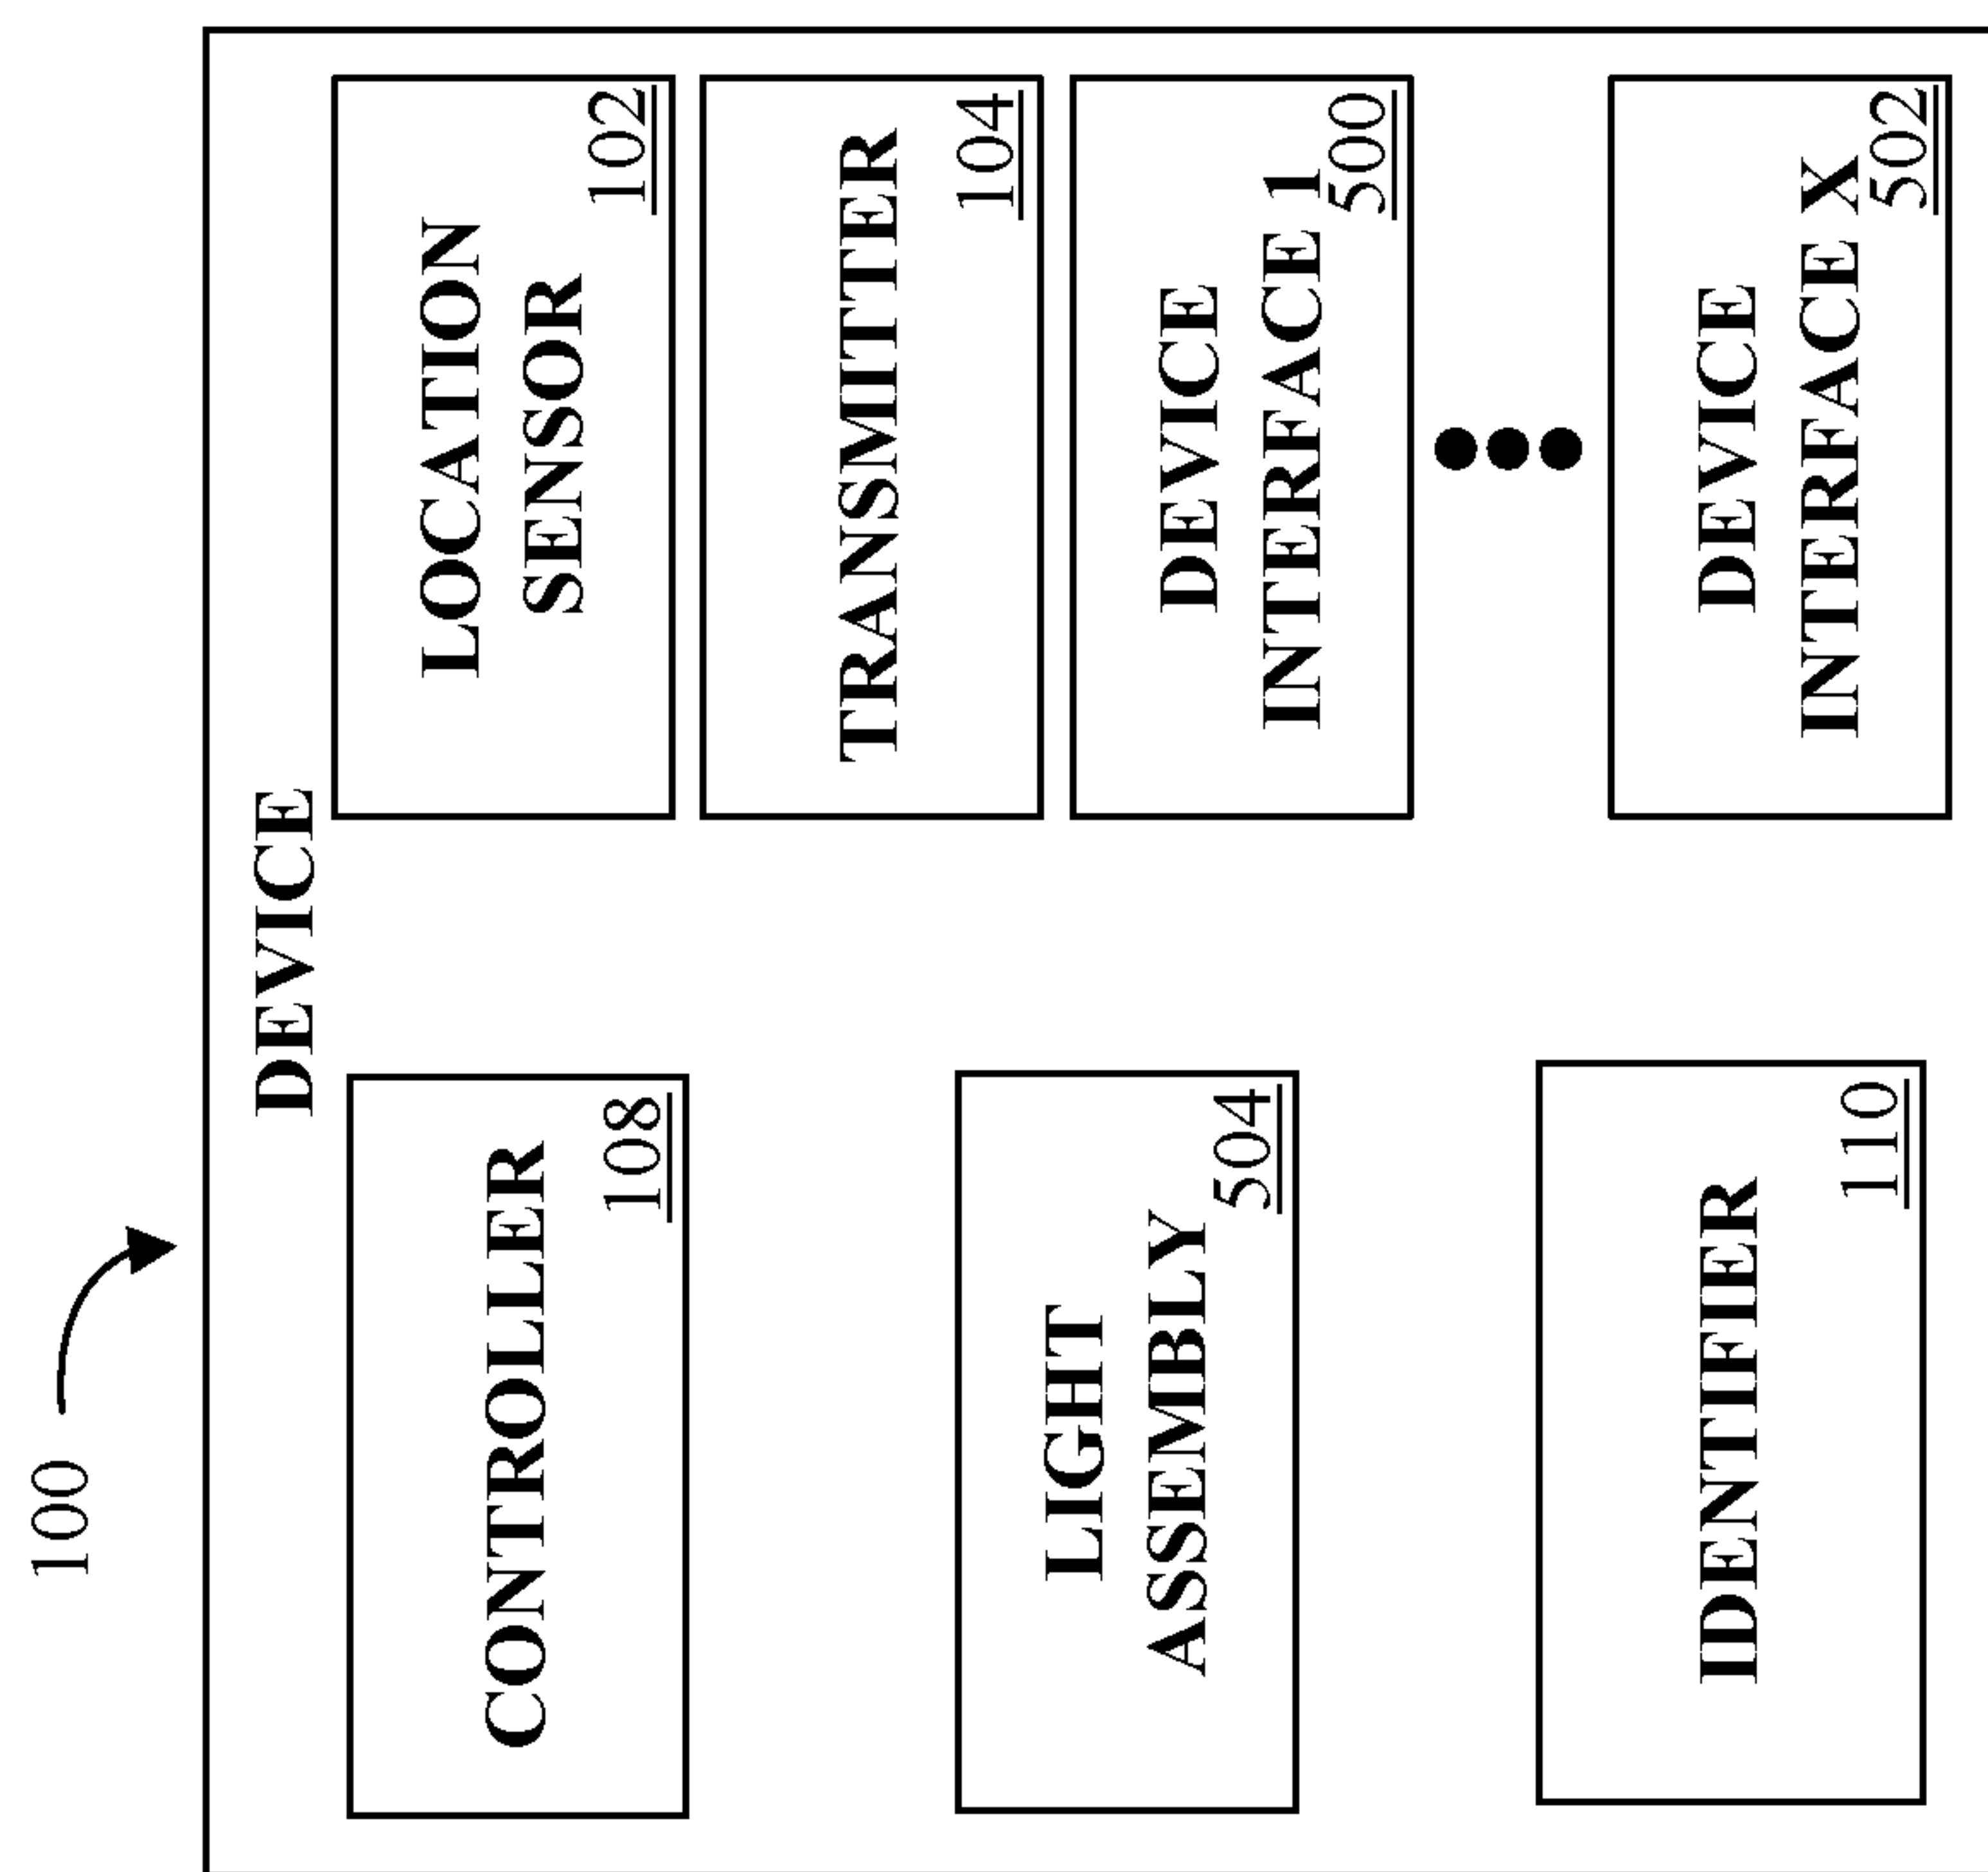 100
DEVICE
CONTROLLER
108
LOCATION
SENSOR
102
TRANSMITTER
104
LIGHT
ASSEMBLY
504
DEVICE
INTERFACE 1
500
IDENTIFIER
110
DEVICE
INTERFACE X
502